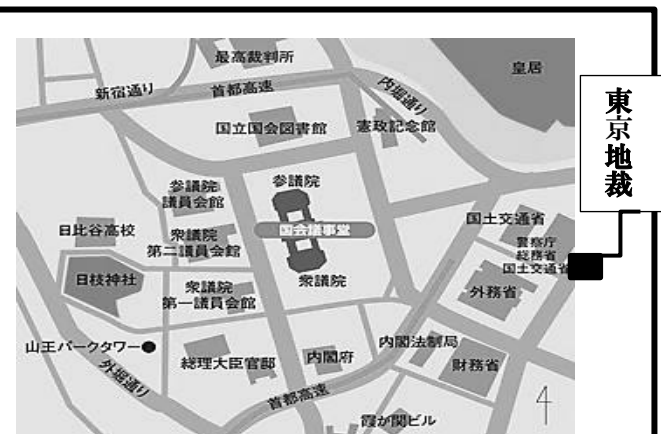 最高裁判所
皇居
新宿通り
首都高速
内堀通り
国立国会図書館
憲政記念館
東京地裁
参議院
議員会館
参議院
国会議事堂
衆議院
日比谷高校
衆議院
第二議員会館
国土交通省
警察庁
総務省
国土交通省
日枝神社
衆議院
第一議員会館
外務省
山王パークタワー
総理大臣官邸
内閣府
内閣法制局
財務省
外堀通り
首都高速
霞が関ビル